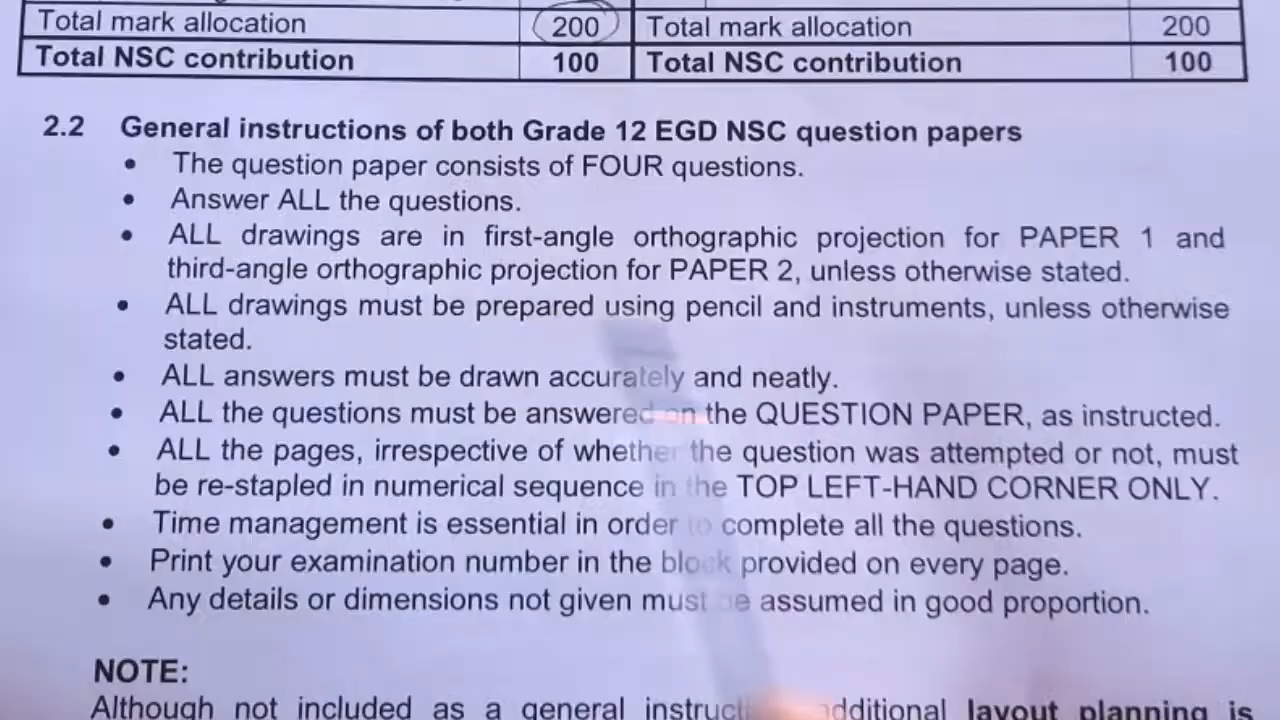 Total mark allocation 200 Total mark allocation 200
Total NSC contribution 100 Total NSC contribution 100
2.2 General instructions of both Grade 12 EGD NSC question papers
• The question paper consists of FOUR questions.
• Answer ALL the questions.
• ALL drawings are in first-angle orthographic projection for PAPER 1 and
third-angle orthographic projection for PAPER 2, unless otherwise stated.
• ALL drawings must be prepared using pencil and instruments, unless otherwise
stated.
• ALL answers must be drawn accurately and neatly.
• ALL the questions must be answered on the QUESTION PAPER, as instructed.
• ALL the pages, irrespective of whether the question was attempted or not, must
be re-stapled in numerical sequence in the TOP LEFT-HAND CORNER ONLY.
• Time management is essential in order to complete all the questions.
• Print your examination number in the block provided on every page.
• Any details or dimensions not given must be assumed in good proportion.
NOTE:
Although not included as a general layout planning is